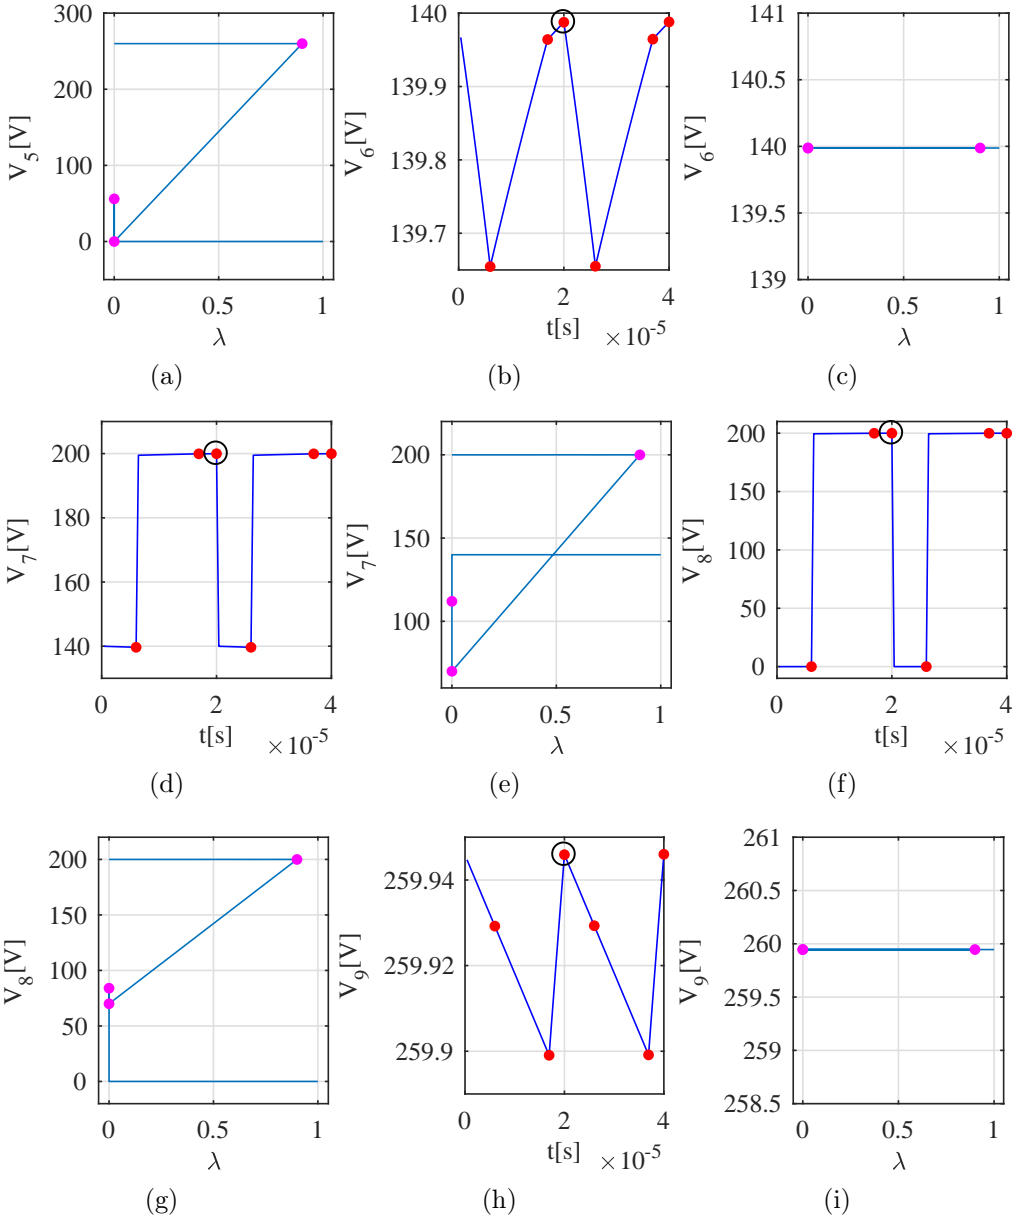 300
200
100
0
V5[V]
0
0.5
1
λ
(a)
140
139.9
139.8
139.7
V6[V]
0
2
4
t[s]
×10-5
(b)
141
140.5
140
139.5
139
V6[V]
0
0.5
1
λ
(c)
200
180
160
140
V7[V]
0
2
4
t[s]
×10-5
(d)
200
150
100
V7[V]
0
0.5
1
λ
(e)
200
150
100
50
0
V8[V]
0
2
4
t[s]
×10-5
(f)
200
150
100
50
0
V8[V]
0
0.5
1
λ
(g)
259.94
259.92
259.9
V9[V]
0
2
4
t[s]
×10-5
(h)
261
260.5
260
259.5
259
258.5
V9[V]
0
0.5
1
λ
(i)